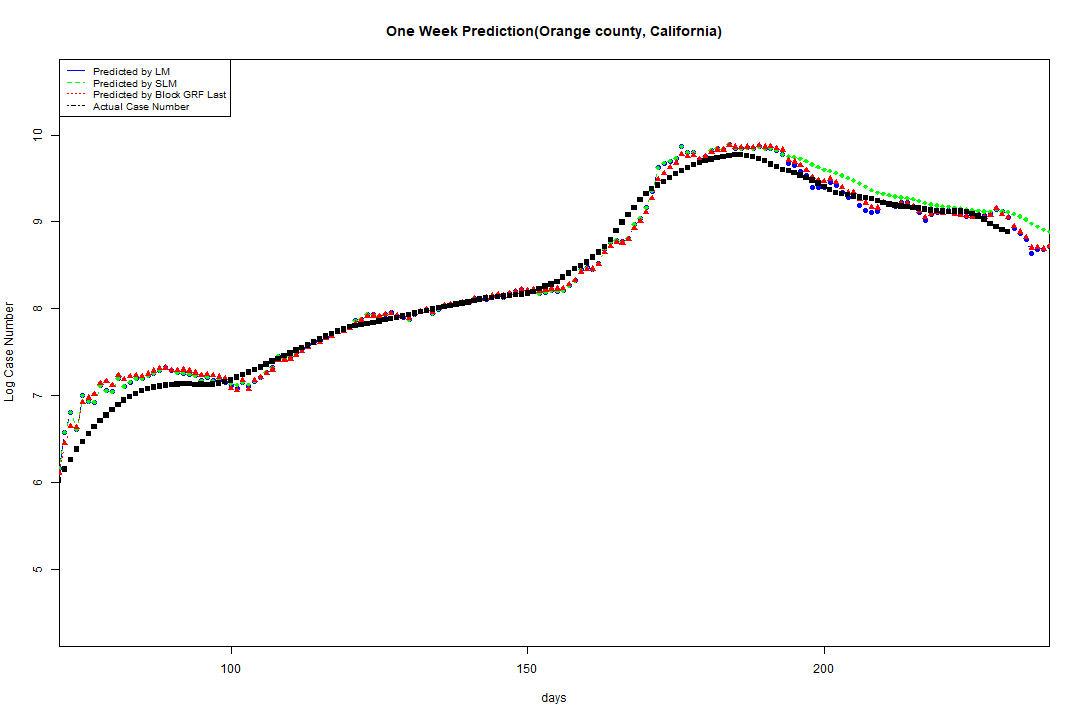 One Week Prediction(Orange county, California)
Predicted by LM
Predicted by SLM
Predicted by Block GRF Last
Actual Case Number
10
9
8
7
6
5
Log Case Number
100
150
200
days